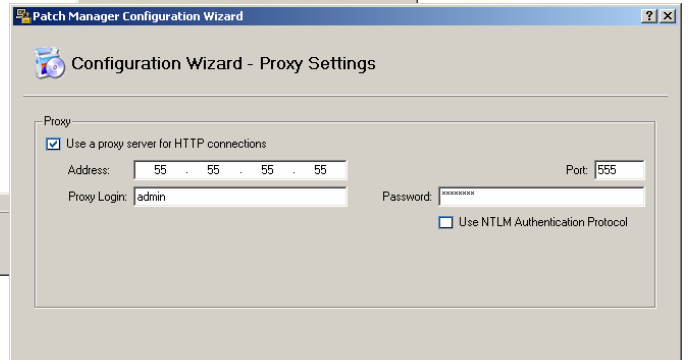 Patch Manager Configuration Wizard
Configuration Wizard - Proxy Settings
Proxy
Use a proxy server for HTTP connections
Address: 55 . 55 . 55 . 55 Port: 555
Proxy Login: admin Password: ********
Use NTLM Authentication Protocol